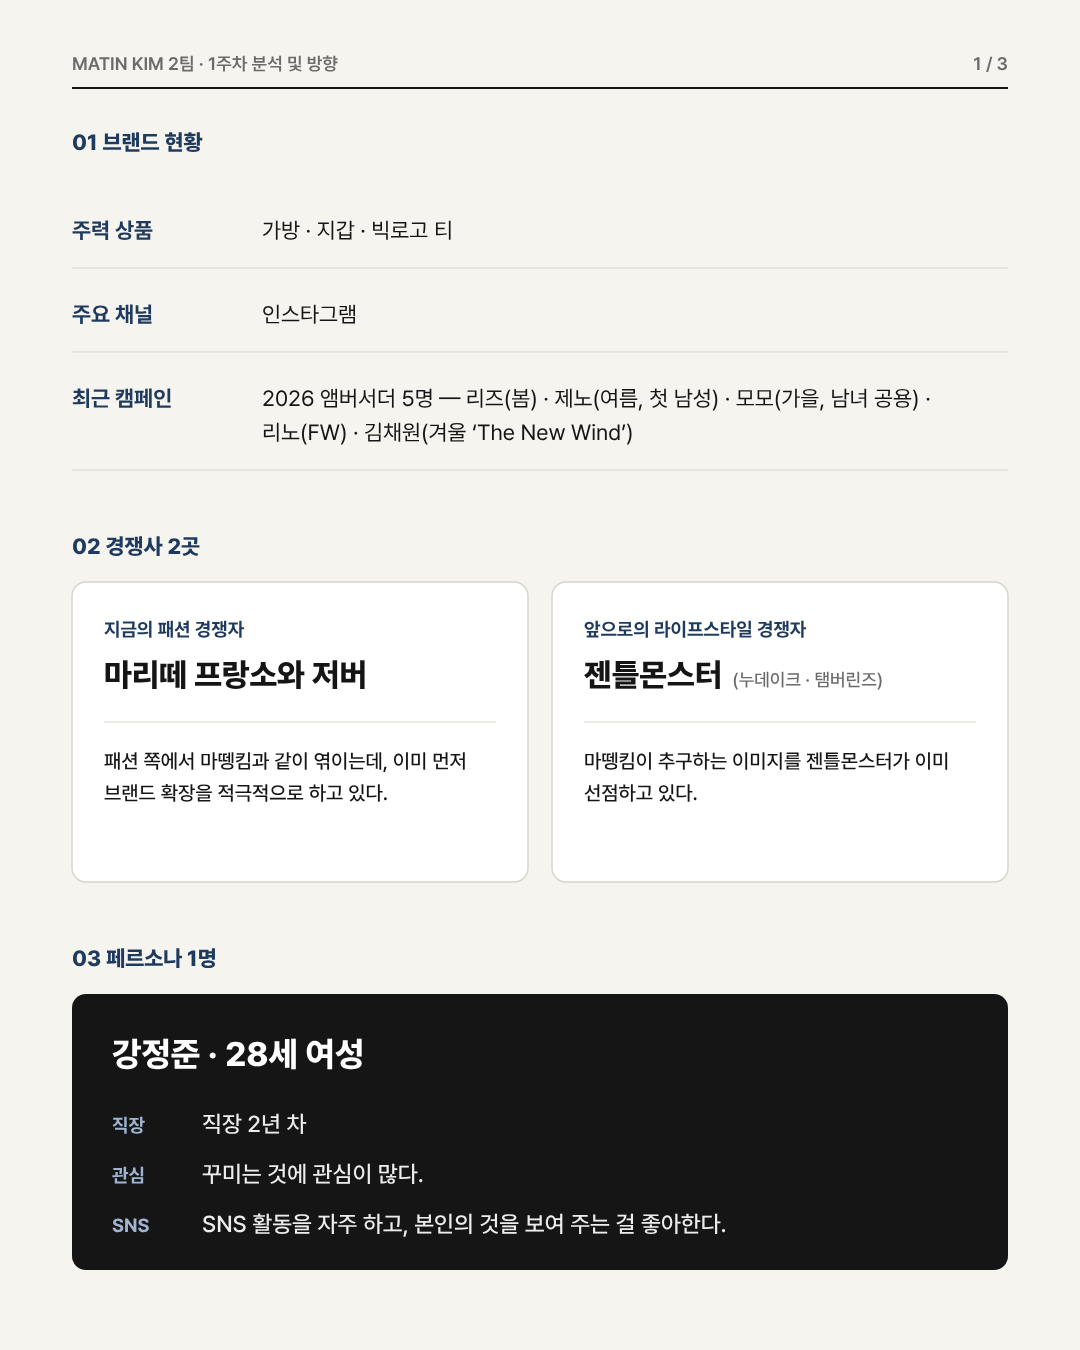 MATIN KIM 2팀 · 1주차 분석 및 방향
1 / 3
01 브랜드 현황
주력 상품
가방 · 지갑 · 빅로고 티
주요 채널
인스타그램
최근 캠페인
2026 앰버서더 5명 — 리즈(봄) · 제노(여름, 첫 남성) · 모모(가을, 남녀 공용) ·
리노(FW) · 김채원(겨울 ‘The New Wind’)
02 경쟁사 2곳
지금의 패션 경쟁자
마리떼 프랑소와 저버
패션 쪽에서 마뗑킴과 같이 엮이는데, 이미 먼저
브랜드 확장을 적극적으로 하고 있다.
앞으로의 라이프스타일 경쟁자
젠틀몬스터 (누데이크 · 탬버린즈)
마뗑킴이 추구하는 이미지를 젠틀몬스터가 이미
선점하고 있다.
03 페르소나 1명
강정준 · 28세 여성
직장
직장 2년 차
관심
꾸미는 것에 관심이 많다.
SNS
SNS 활동을 자주 하고, 본인의 것을 보여 주는 걸 좋아한다.